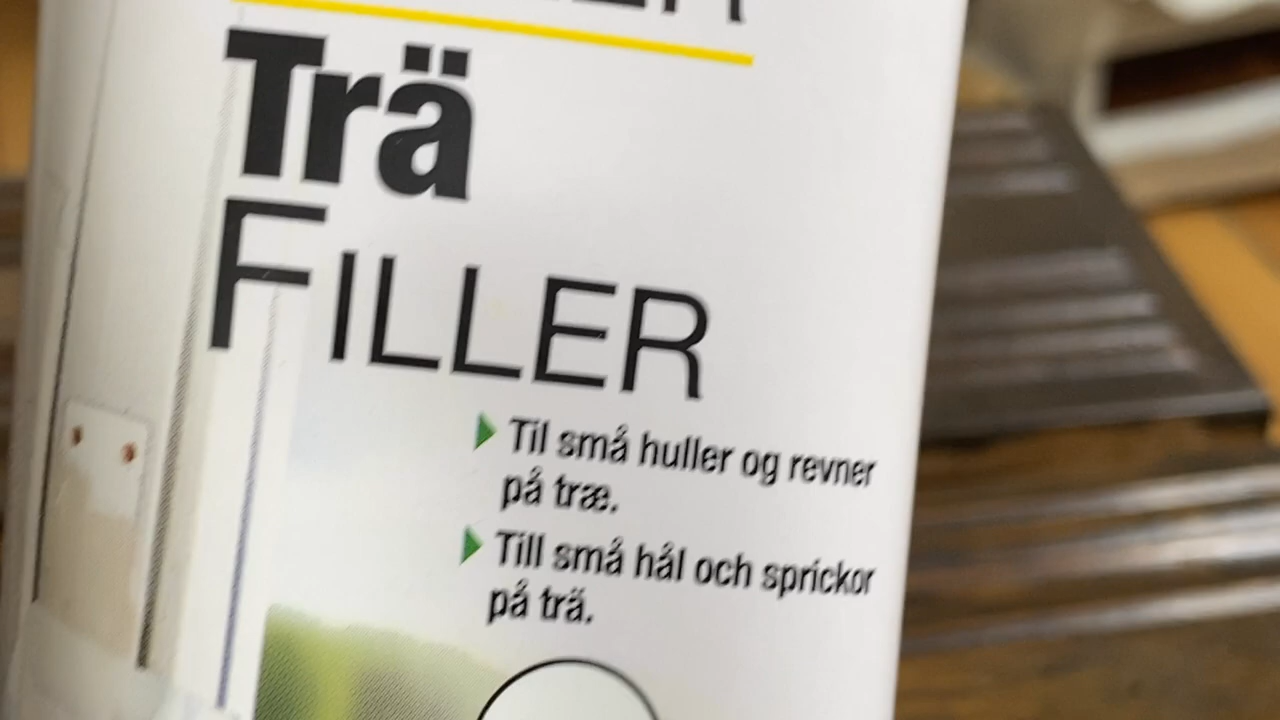 Trä
FILLER
Til små huller og revner
på træ.
Till små hål och sprickor
på trä.